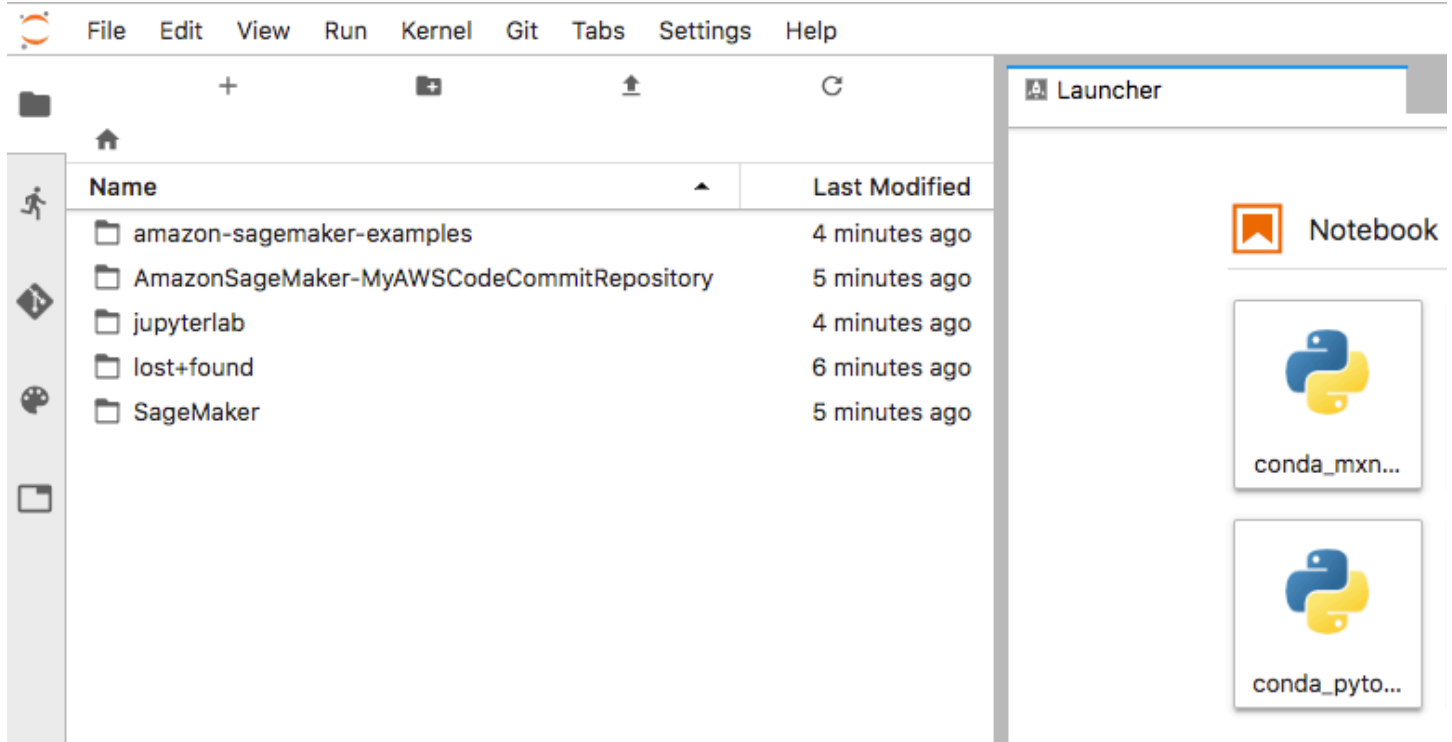 File Edit View Run Kernel Git Tabs Settings Help
Launcher
Name Last Modified
amazon-sagemaker-examples 4 minutes ago
AmazonSageMaker-MyAWSCodeCommitRepository 5 minutes ago
jupyterlab 4 minutes ago
lost+found 6 minutes ago
SageMaker 5 minutes ago
Notebook
conda_mxn...
conda_pyto...